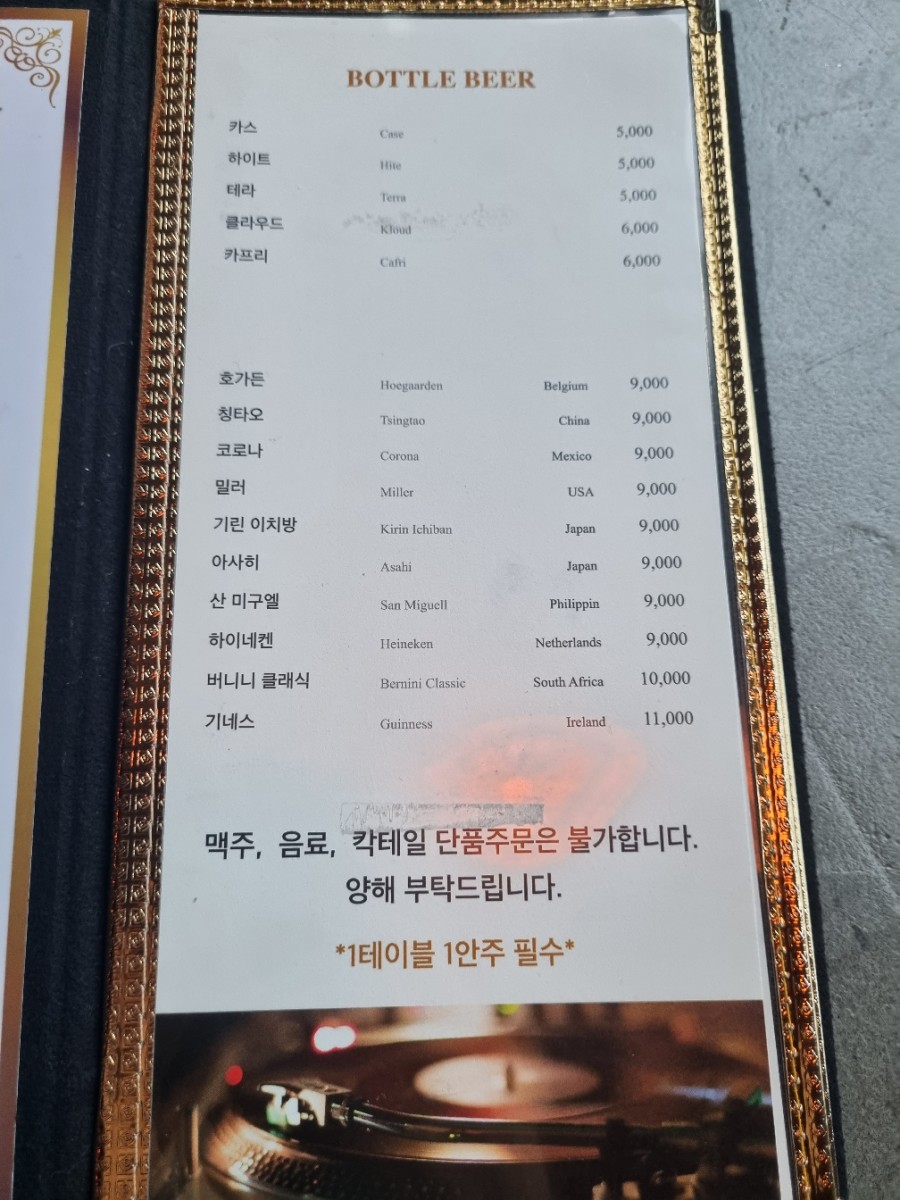 BOTTLE BEER
카스 Case 5,000
하이트 Hite 5,000
테라 Terra 5,000
클라우드 Kloud 6,000
카프리 Cafri 6,000
호가든 Hoegaarden Belgium 9,000
칭타오 Tsingtao China 9,000
코로나 Corona Mexico 9,000
밀러 Miller USA 9,000
기린 이치방 Kirin Ichiban Japan 9,000
아사히 Asahi Japan 9,000
산 미구엘 San Miguell Philippin 9,000
하이네켄 Heineken Netherlands 9,000
버니니 클래식 Bernini Classic South Africa 10,000
기네스 Guinness Ireland 11,000
맥주, 음료, 칵테일 단품주문은 불가합니다.
양해 부탁드립니다.
*1테이블 1안주 필수*